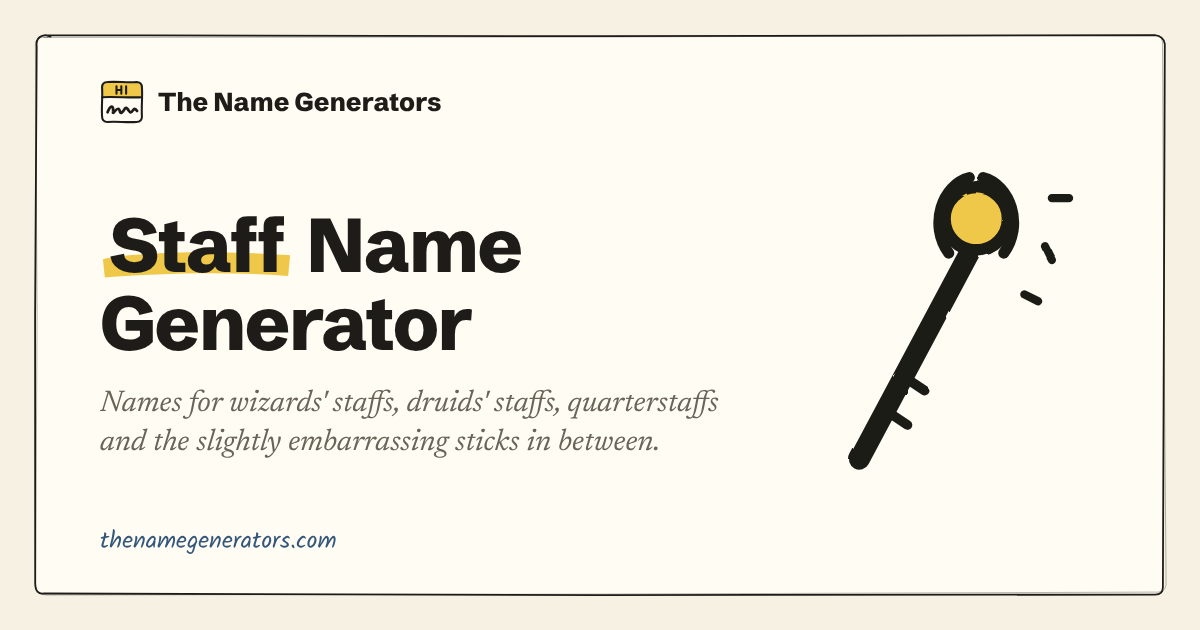 HI
The Name Generators
Staff Name
Generator
Names for wizards' staffs, druids' staffs, quarterstaffs
and the slightly embarrassing sticks in between.
thenamegenerators.com